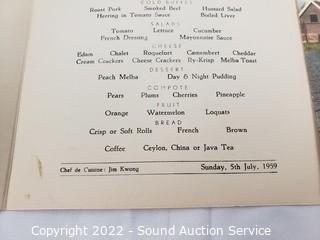 COLD BUFFET
Roast Pork Smoked Beef Hussard Salad
Herring in Tomato Sauce Boiled Liver
SALADS
Tomato Lettuce Cucumber
French Dressing Mayonnaise Sauce
CHEESE
Edam Chalet Roquefort Camembert Cheddar
Cream Crackers Cheese Crackers Ry-Krisp Melba Toast
DESSERT
Peach Melba Day & Night Pudding
COMPOTE
Pears Plums Cherries Pineapple
FRUIT
Orange Watermelon Loquats
BREAD
Crisp or Soft Rolls French Brown
Coffee Ceylon, China or Java Tea
Chef de Cuisine: Jim Kwong Sunday, 5th July, 1959
Copyright 2022 - Sound Auction Service